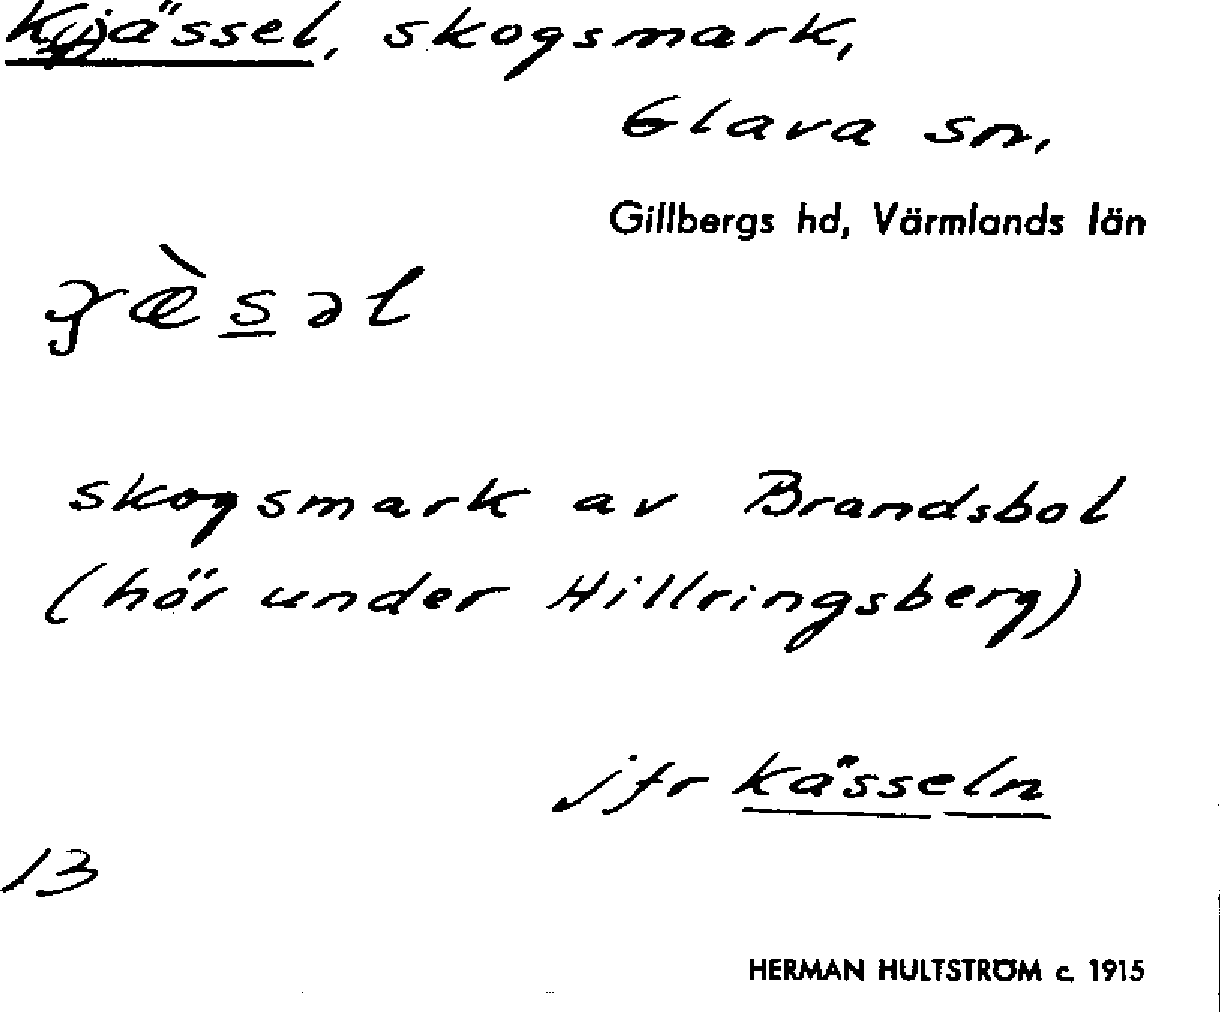 Kjässel, skogsmark,
Glava sn,
Gillbergs hd, Värmlands län
skogsmark av Brandsbol
(hör under Hillringsberg)
jfr Kässeln
13
HERMAN HULTSTRÖM c. 1915